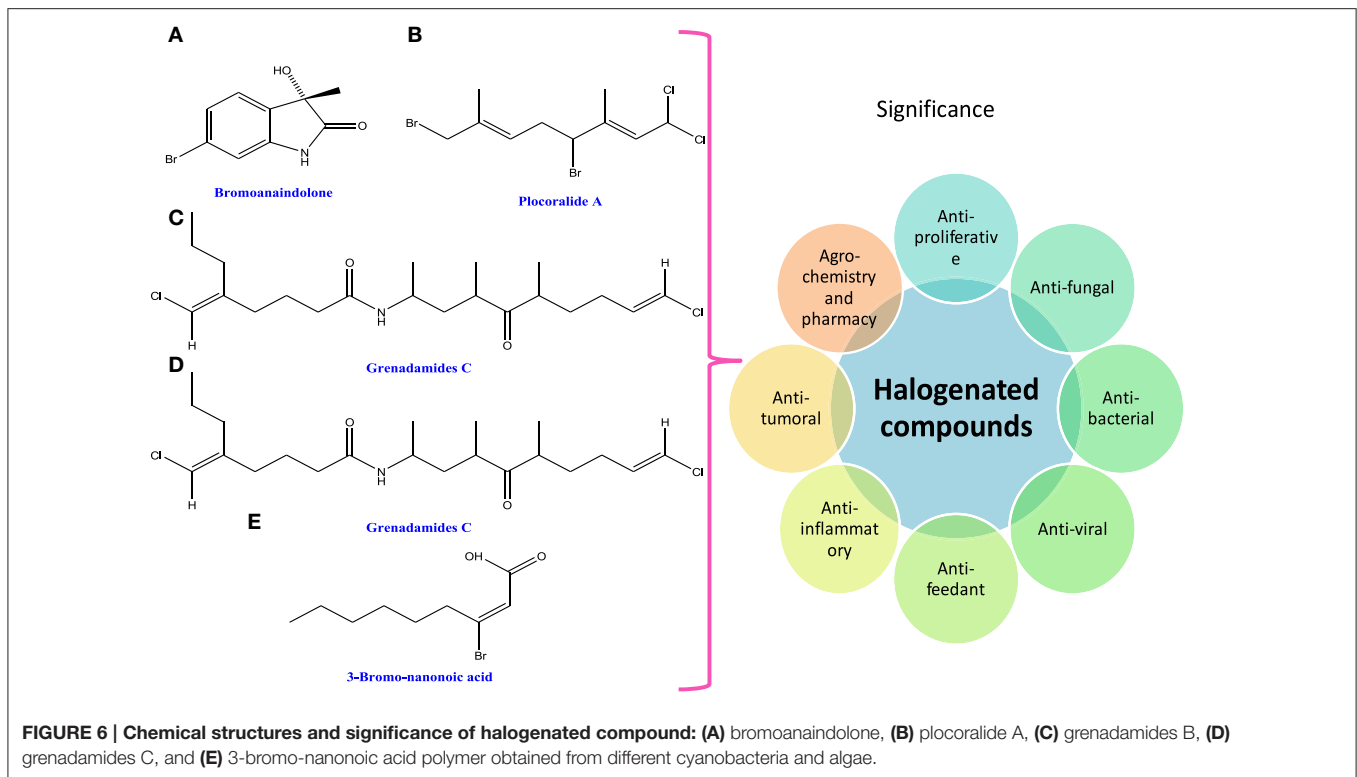 A
B
HO
O
Br
N
H
Bromoanaindolone
Br
Br
Cl
Cl
Plocoralide A
C
Cl
H
O
N
H
O
H
Cl
Grenadamides C
D
Cl
H
O
N
H
O
H
Cl
Grenadamides C
E
OH
O
Br
3-Bromo-nanonoic acid
Significance
Anti-
proliferativ
e
Anti-fungal
Anti-
bacterial
Anti-viral
Anti-
feedant
Anti-
inflammat
ory
Anti-
tumoral
Agro-
chemistry
and
pharmacy
Halogenated
compounds
FIGURE 6 | Chemical structures and significance of halogenated compound: (A) bromoanaindolone, (B) plocoralide A, (C) grenadamides B, (D)
grenadamides C, and (E) 3-bromo-nanonoic acid polymer obtained from different cyanobacteria and algae.